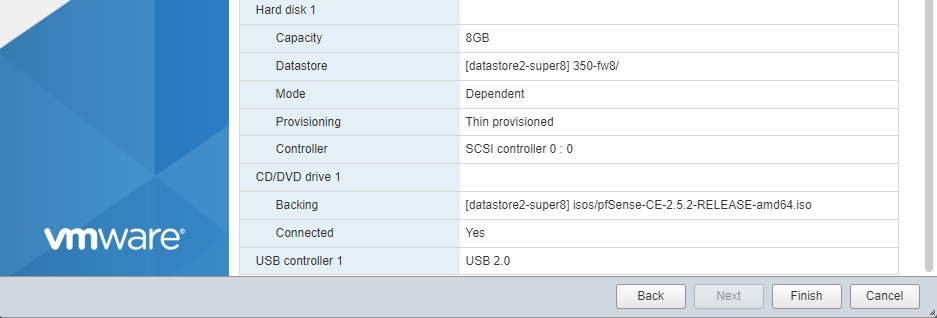 Hard disk 1
Capacity 8GB
Datastore [datastore2-super8] 350-fw8/
Mode Dependent
Provisioning Thin provisioned
Controller SCSI controller 0 : 0
CD/DVD drive 1
Backing [datastore2-super8] isos/pfSense-CE-2.5.2-RELEASE-amd64.iso
Connected Yes
USB controller 1 USB 2.0
vmware®
Back Next Finish Cancel